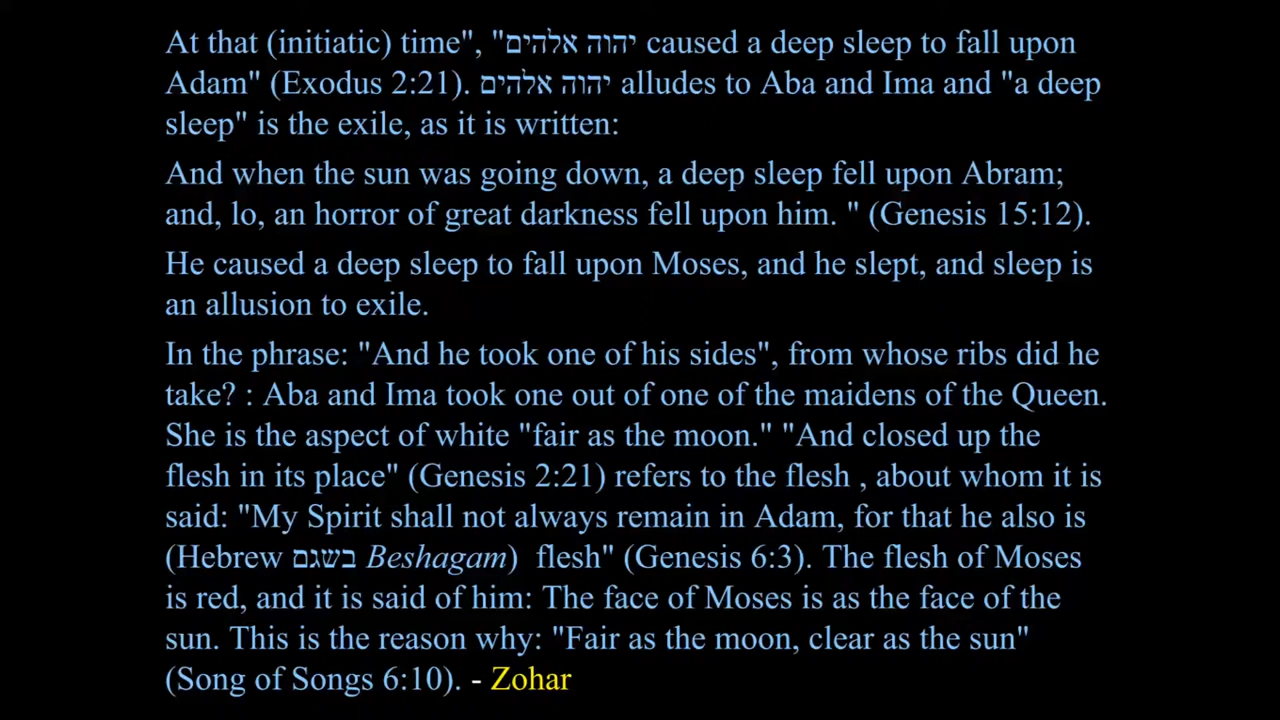 At that (initiatic) time", "יהוה אלהים caused a deep sleep to fall upon
Adam" (Exodus 2:21). יהוה אלהים alludes to Aba and Ima and "a deep
sleep" is the exile, as it is written:
And when the sun was going down, a deep sleep fell upon Abram;
and, lo, an horror of great darkness fell upon him. " (Genesis 15:12).
He caused a deep sleep to fall upon Moses, and he slept, and sleep is
an allusion to exile.
In the phrase: "And he took one of his sides", from whose ribs did he
take? : Aba and Ima took one out of one of the maidens of the Queen.
She is the aspect of white "fair as the moon." "And closed up the
flesh in its place" (Genesis 2:21) refers to the flesh , about whom it is
said: "My Spirit shall not always remain in Adam, for that he also is
(Hebrew בשגם Beshagam)  flesh" (Genesis 6:3). The flesh of Moses
is red, and it is said of him: The face of Moses is as the face of the
sun. This is the reason why: "Fair as the moon, clear as the sun"
(Song of Songs 6:10). - Zohar